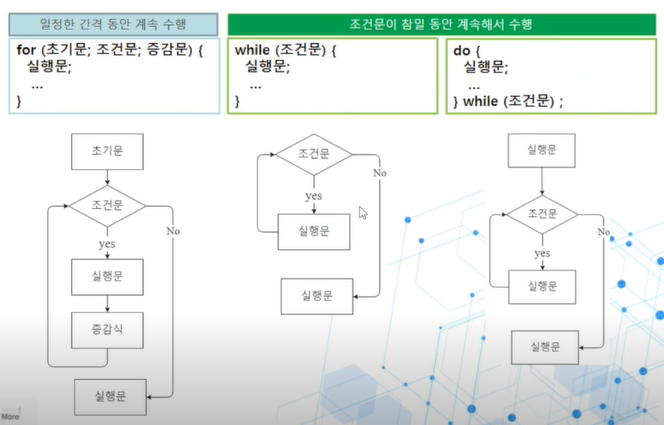 일정한 간격 동안 계속 수행
조건문이 참일 동안 계속해서 수행
for (초기문; 조건문; 증감문) {
실행문;
...
}
while (조건문) {
실행문;
...
}
do {
실행문;
...
} while (조건문) ;
초기문
조건문
yes
No
실행문
증감식
실행문
조건문
No
yes
실행문
실행문
실행문
조건문
No
yes
실행문
실행문
More